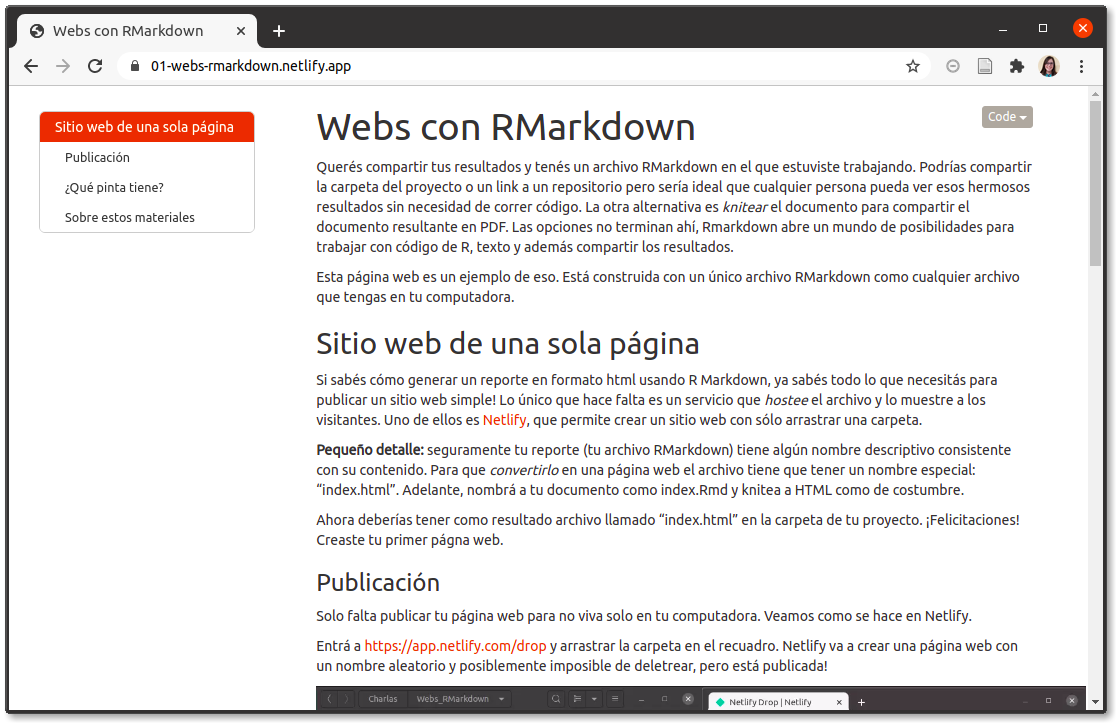 Webs con RMarkdown
01-webs-rmarkdown.netlify.app
Sitio web de una sola página
Publicación
¿Qué pinta tiene?
Sobre estos materiales
Code
Webs con RMarkdown
Querés compartir tus resultados y tenés un archivo RMarkdown en el que estuviste trabajando. Podrías compartir
la carpeta del proyecto o un link a un repositorio pero sería ideal que cualquier persona pueda ver esos hermosos
resultados sin necesidad de correr código. La otra alternativa es knitear el documento para compartir el
documento resultante en PDF. Las opciones no terminan ahí, Rmarkdown abre un mundo de posibilidades para
trabajar con código de R, texto y además compartir los resultados.
Esta página web es un ejemplo de eso. Está construida con un único archivo RMarkdown como cualquier archivo
que tengas en tu computadora.
Sitio web de una sola página
Si sabés cómo generar un reporte en formato html usando R Markdown, ya sabés todo lo que necesitás para
publicar un sitio web simple! Lo único que hace falta es un servicio que hostee el archivo y lo muestre a los
visitantes. Uno de ellos es Netlify, que permite crear un sitio web con sólo arrastrar una carpeta.
Pequeño detalle: seguramente tu reporte (tu archivo RMarkdown) tiene algún nombre descriptivo consistente
con su contenido. Para que convertirlo en una página web el archivo tiene que tener un nombre especial:
“index.html”. Adelante, nombrá a tu documento como index.Rmd y knitea a HTML como de costumbre.
Ahora deberías tener como resultado archivo llamado “index.html” en la carpeta de tu proyecto. ¡Felicitaciones!
Creaste tu primer págna web.
Publicación
Solo falta publicar tu página web para no viva solo en tu computadora. Veamos como se hace en Netlify.
Entrá a https://app.netlify.com/drop y arrastrar la carpeta en el recuadro. Netlify va a crear una página web con
un nombre aleatorio y posiblemente imposible de deletrear, pero está publicada!
Charlas Webs_RMarkdown Netlify Drop | Netlify